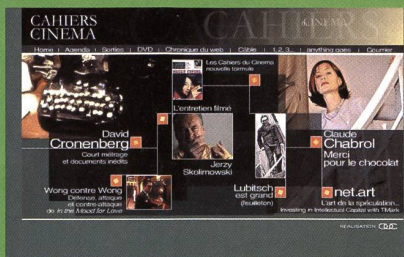 CAHIERS
CINEMA
CAHIERS
CINEMA
Home | Agenda | Sorties | DVD | Chronique du web | Câble | 1,2,3... | anything goes | Courrier
Les Cahiers du Cinema
nouvelle formule
L'entretien filmé
David
Cronenberg
Court métrage
et documents inédits
Jerzy
Skolimowski
Claude
Chabrol
Merci
pour le chocolat
Wong contre Wong
Défense, attaque
et contre-attaque
de In the Mood for Love
Lubitsch
est grand
(feuilleton)
net.art
L'art de la spéculation...
Investing in Intellectual Capital with TMark
REALISATION